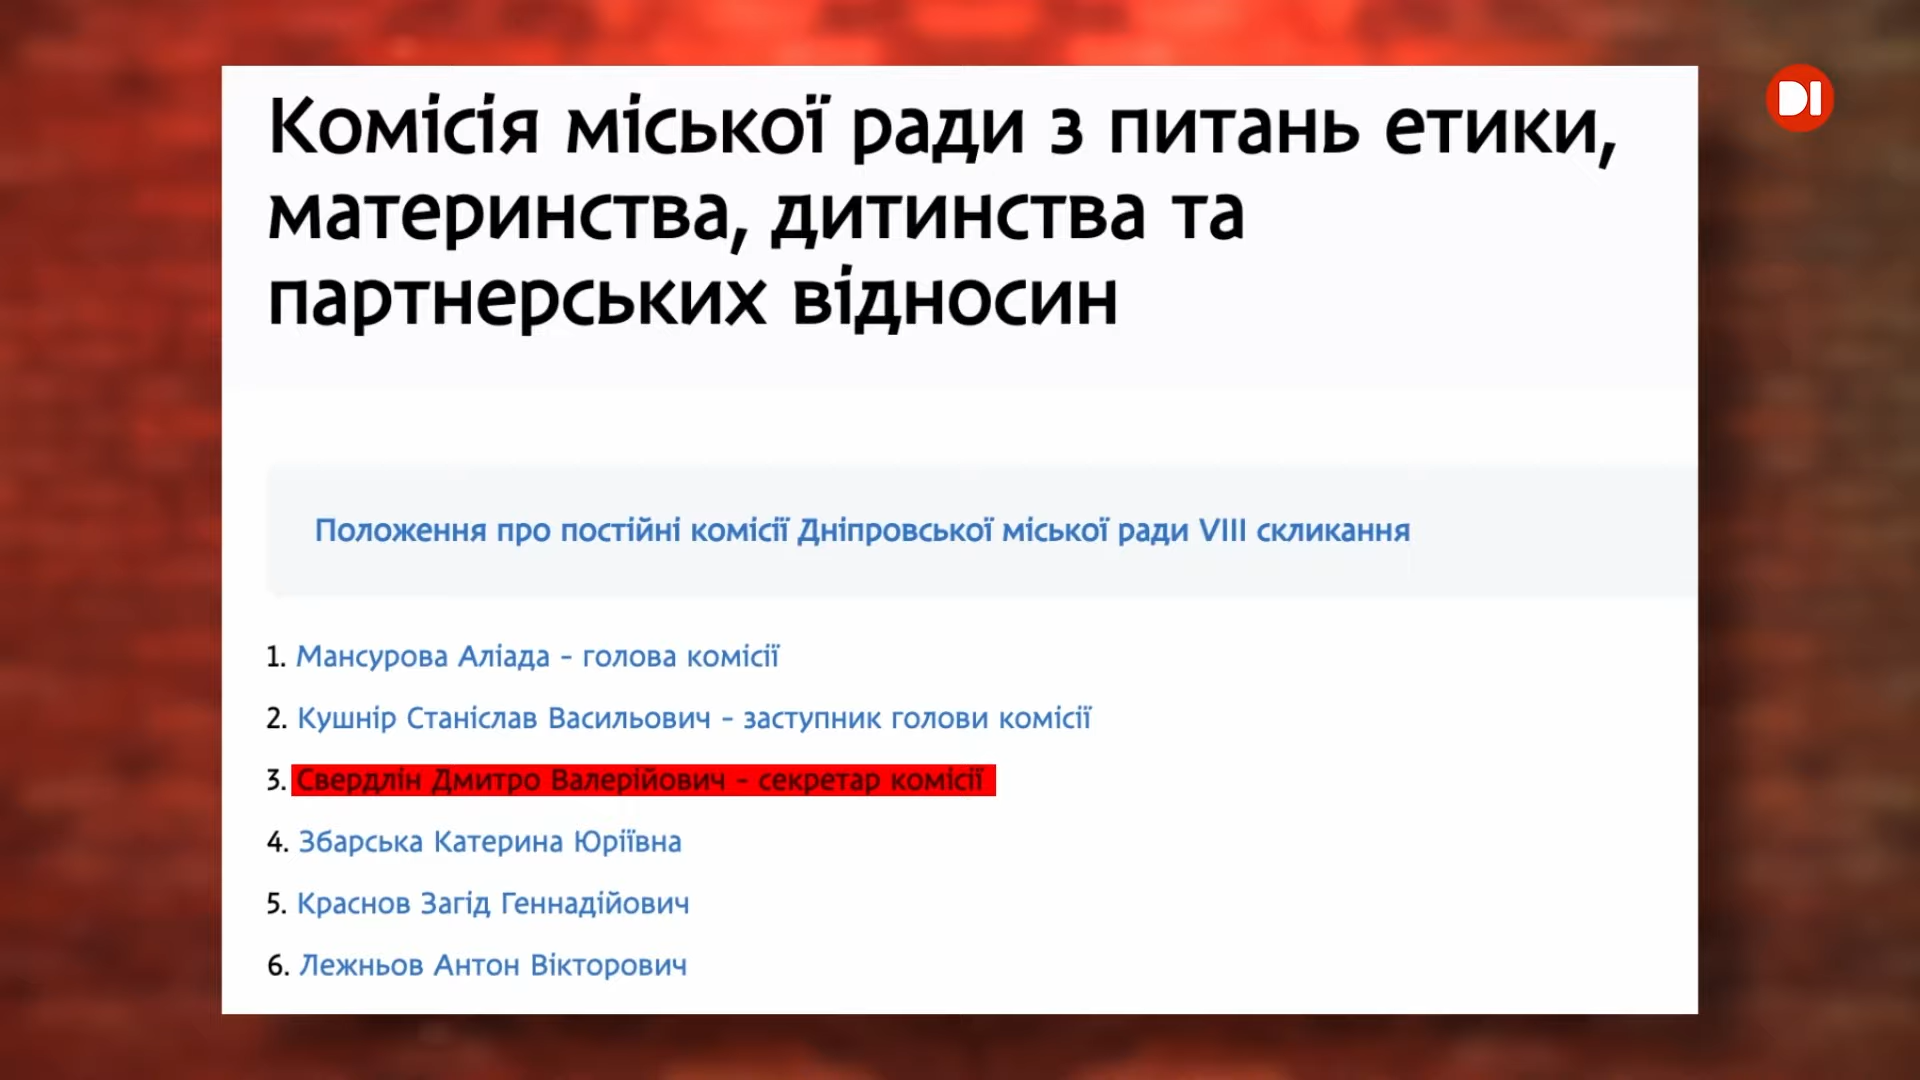 DI
Комісія міської ради з питань етики,
материнства, дитинства та
партнерських відносин
Положення про постійні комісії Дніпровської міської ради VIII скликання
1. Мансурова Аліада - голова комісії
2. Кушнір Станіслав Васильович - заступник голови комісії
3. Свердлін Дмитро Валерійович - секретар комісії
4. Збарська Катерина Юріївна
5. Краснов Загід Геннадійович
6. Лежньов Антон Вікторович